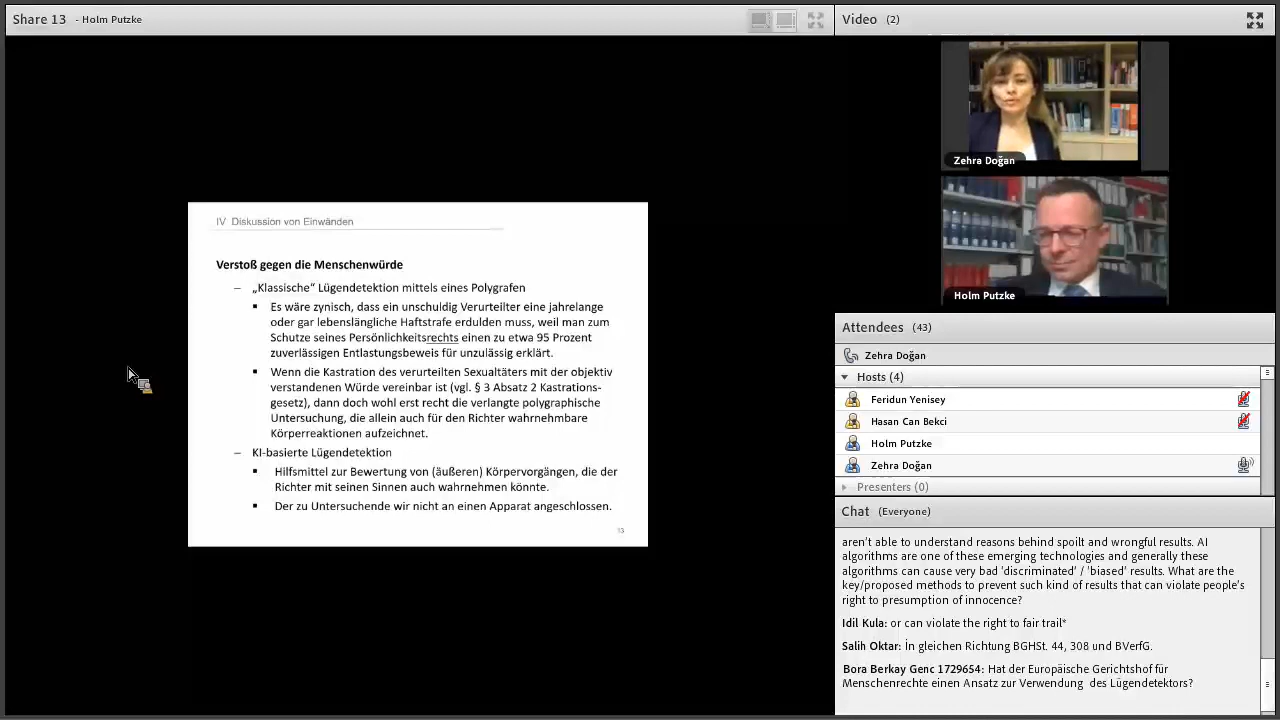 Share 13 - Holm Putzke
IV Diskussion von Einwänden
Verstoß gegen die Menschenwürde
– „Klassische“ Lügendetektion mittels eines Polygrafen
▪ Es wäre zynisch, dass ein unschuldig Verurteilter eine jahrelange
oder gar lebenslängliche Haftstrafe erdulden muss, weil man zum
Schutze seines Persönlichkeitsrechts einen zu etwa 95 Prozent
zuverlässigen Entlastungsbeweis für unzulässig erklärt.
▪ Wenn die Kastration des verurteilten Sexualtäters mit der objektiv
verstandenen Würde vereinbar ist (vgl. § 3 Absatz 2 Kastrations-
gesetz), dann doch wohl erst recht die verlangte polygraphische
Untersuchung, die allein auch für den Richter wahrnehmbare
Körperreaktionen aufzeichnet.
– KI-basierte Lügendetektion
▪ Hilfsmittel zur Bewertung von (äußeren) Körpervorgängen, die der
Richter mit seinen Sinnen auch wahrnehmen könnte.
▪ Der zu Untersuchende wir nicht an einen Apparat angeschlossen.
13
Video (2)
Zehra Doğan
Holm Putzke
Attendees (43)
Zehra Doğan
Hosts (4)
Feridun Yenisey
Hasan Can Bekci
Holm Putzke
Zehra Doğan
Presenters (0)
Chat (Everyone)
aren't able to understand reasons behind spoilt and wrongful results. AI
algorithms are one of these emerging technologies and generally these
algorithms can cause very bad 'discriminated' / 'biased' results. What are the
key/proposed methods to prevent such kind of results that can violate people's
right to presumption of innocence?
Idil Kula: or can violate the right to fair trail*
Salih Oktar: İn gleichen Richtung BGHSt. 44, 308 und BVerfG.
Bora Berkay Genc 1729654: Hat der Europäische Gerichtshof für
Menschenrechte einen Ansatz zur Verwendung des Lügendetektors?